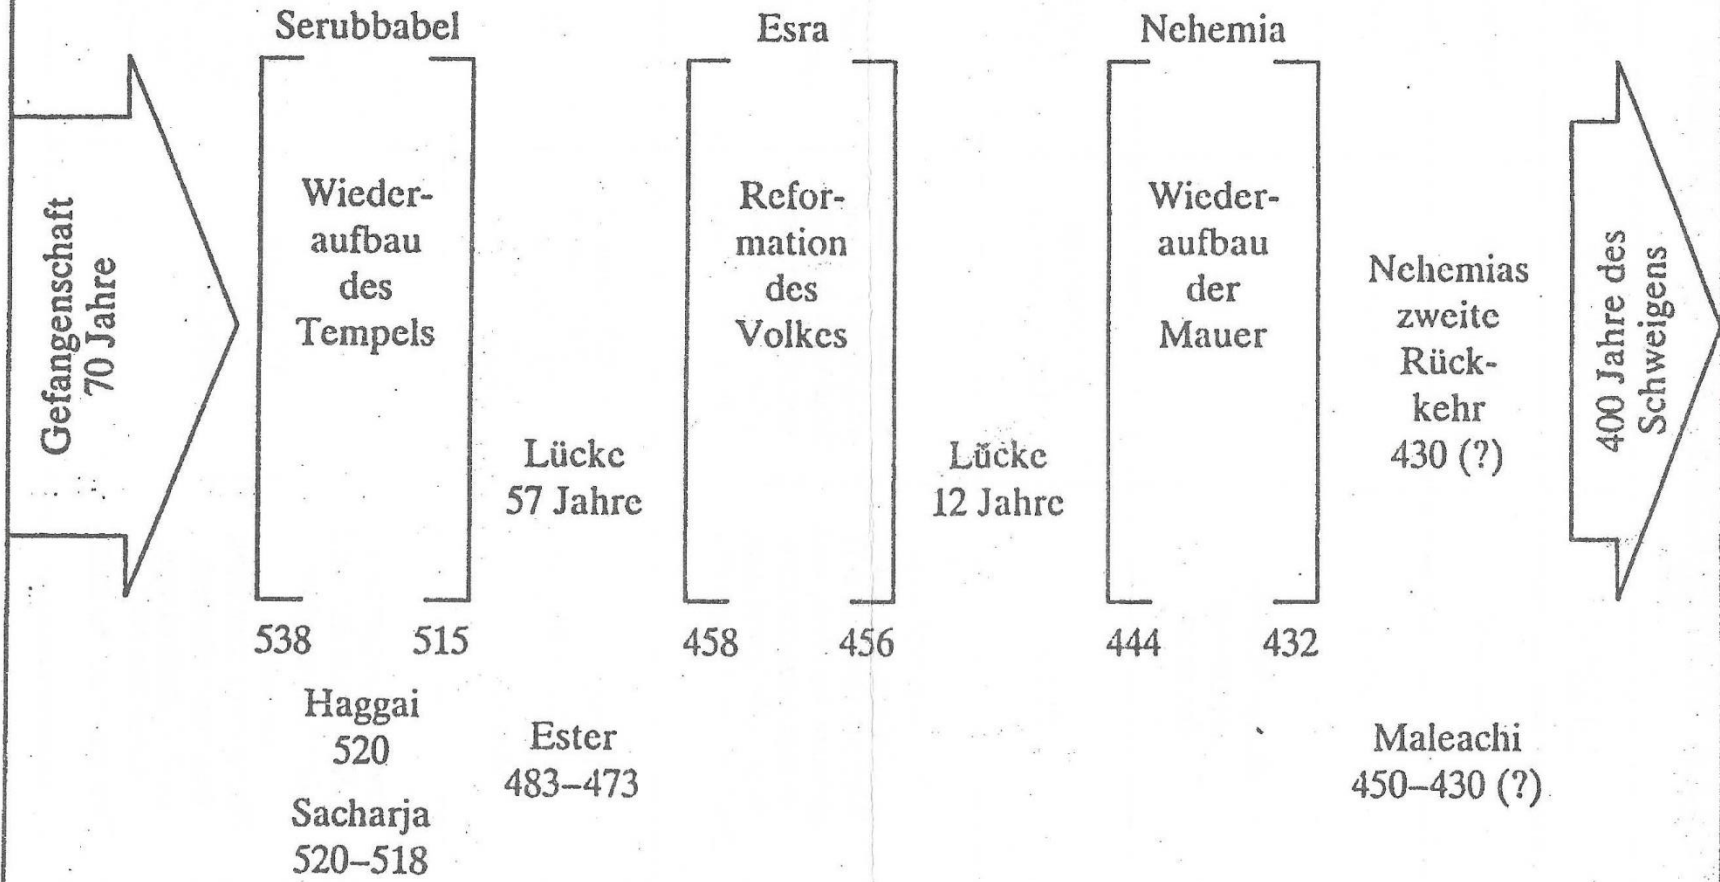 Serubbabel
Esra
Nehemia
Gefangenschaft
70 Jahre
Wieder-
aufbau
des
Tempels
Lücke
57 Jahre
Refor-
mation
des
Volkes
Lücke
12 Jahre
Wieder-
aufbau
der
Mauer
Nehemias
zweite
Rück-
kehr
430 (?)
400 Jahre des
Schweigens
538
515
458
456
444
432
Haggai
520
Sacharja
520–518
Ester
483–473
Maleachi
450–430 (?)